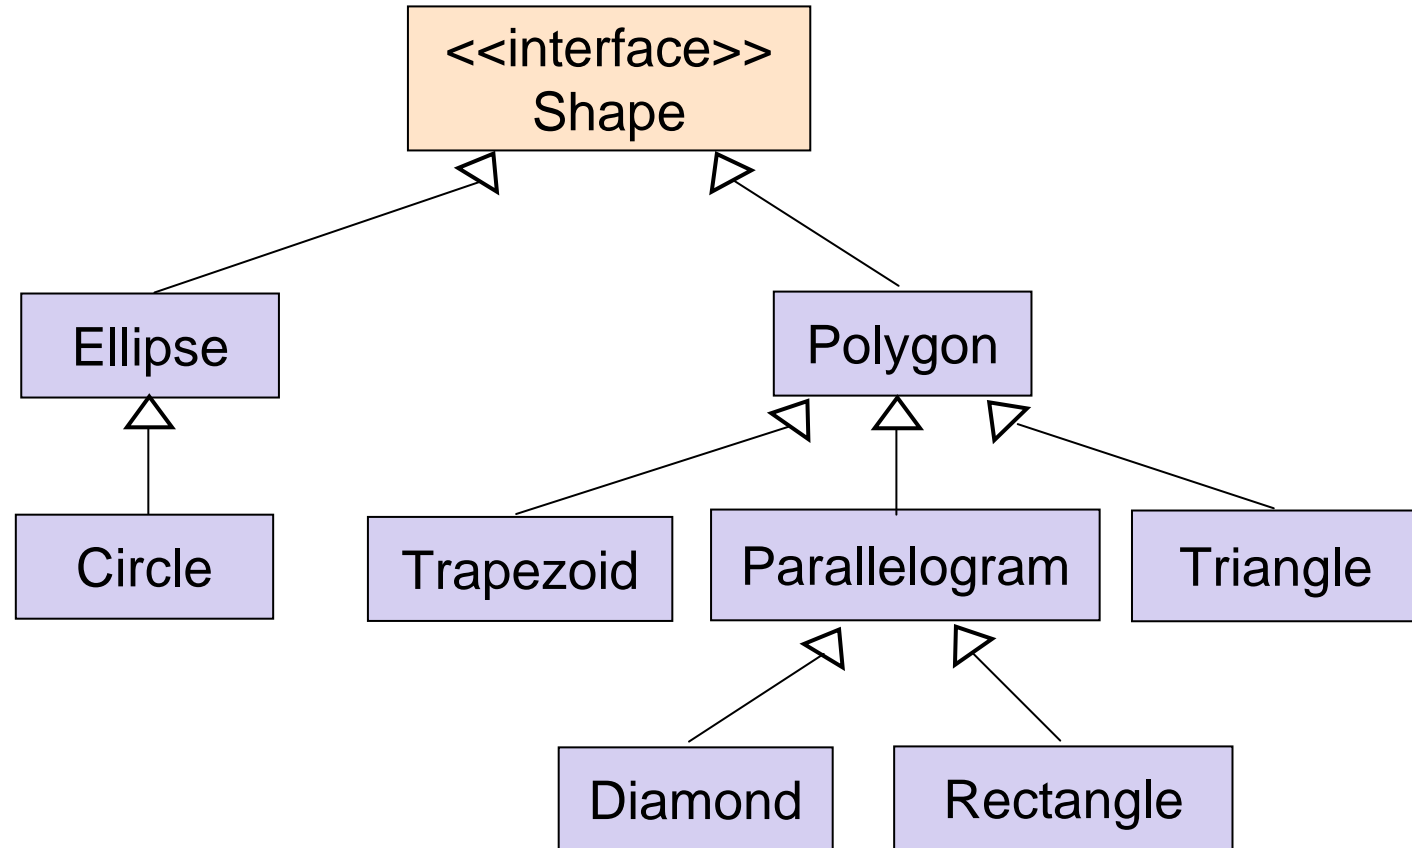 <<interface>>
Shape
Ellipse
Polygon
Circle
Trapezoid
Parallelogram
Triangle
Diamond
Rectangle